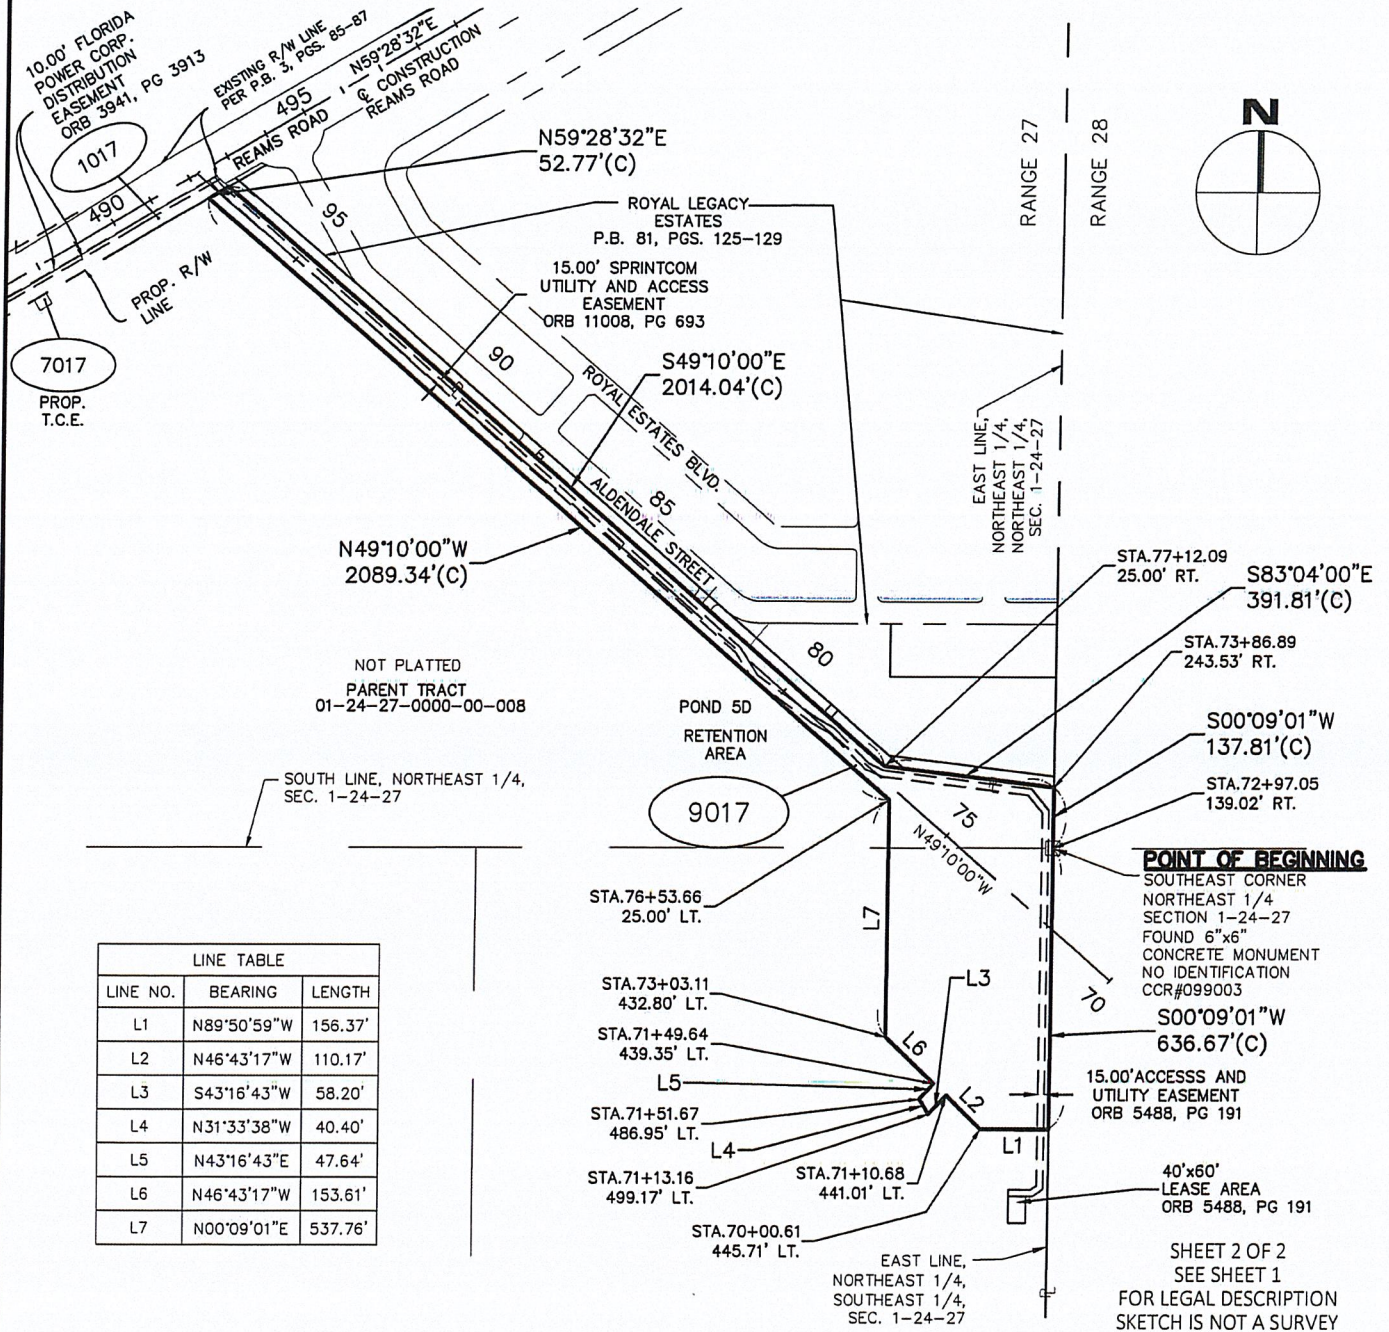 10.00' FLORIDA
POWER CORP.
DISTRIBUTION
EASEMENT
ORB 3941, PG 3913
EXISTING R/W LINE
PER P.B. 3, PGS. 85-87
N59°28'32"E
℄ CONSTRUCTION
REAMS ROAD
495
REAMS ROAD
1017
490
95
PROP. R/W
LINE
7017
PROP.
T.C.E.
N59°28'32"E
52.77'(C)
ROYAL LEGACY
ESTATES
P.B. 81, PGS. 125-129
15.00' SPRINTCOM
UTILITY AND ACCESS
EASEMENT
ORB 11008, PG 693
RANGE 27
RANGE 28
N
90
S49°10'00"E
2014.04'(C)
ROYAL ESTATES BLVD.
85
ALDENDALE STREET
EAST LINE,
NORTHEAST 1/4,
NORTHEAST 1/4,
SEC. 1-24-27
N49°10'00"W
2089.34'(C)
STA.77+12.09
25.00' RT.
S83°04'00"E
391.81'(C)
STA.73+86.89
243.53' RT.
80
NOT PLATTED
PARENT TRACT
01-24-27-0000-00-008
POND 5D
RETENTION
AREA
9017
S00°09'01"W
137.81'(C)
STA.72+97.05
139.02' RT.
SOUTH LINE, NORTHEAST 1/4,
SEC. 1-24-27
75
N49°10'00"W
POINT OF BEGINNING
SOUTHEAST CORNER
NORTHEAST 1/4
SECTION 1-24-27
FOUND 6"x6"
CONCRETE MONUMENT
NO IDENTIFICATION
CCR#099003
STA.76+53.66
25.00' LT.
L7
70
S00°09'01"W
636.67'(C)
LINE TABLE
LINE NO. BEARING LENGTH
L1 N89°50'59"W 156.37'
L2 N46°43'17"W 110.17'
L3 S43°16'43"W 58.20'
L4 N31°33'38"W 40.40'
L5 N43°16'43"E 47.64'
L6 N46°43'17"W 153.61'
L7 N00°09'01"E 537.76'
STA.73+03.11
432.80' LT.
L3
STA.71+49.64
439.35' LT.
L6
L5
STA.71+51.67
486.95' LT.
L2
L4
L1
STA.71+13.16
499.17' LT.
STA.71+10.68
441.01' LT.
STA.70+00.61
445.71' LT.
15.00'ACCESSS AND
UTILITY EASEMENT
ORB 5488, PG 191
40'x60'
LEASE AREA
ORB 5488, PG 191
EAST LINE,
NORTHEAST 1/4,
SOUTHEAST 1/4,
SEC. 1-24-27
SHEET 2 OF 2
SEE SHEET 1
FOR LEGAL DESCRIPTION
SKETCH IS NOT A SURVEY